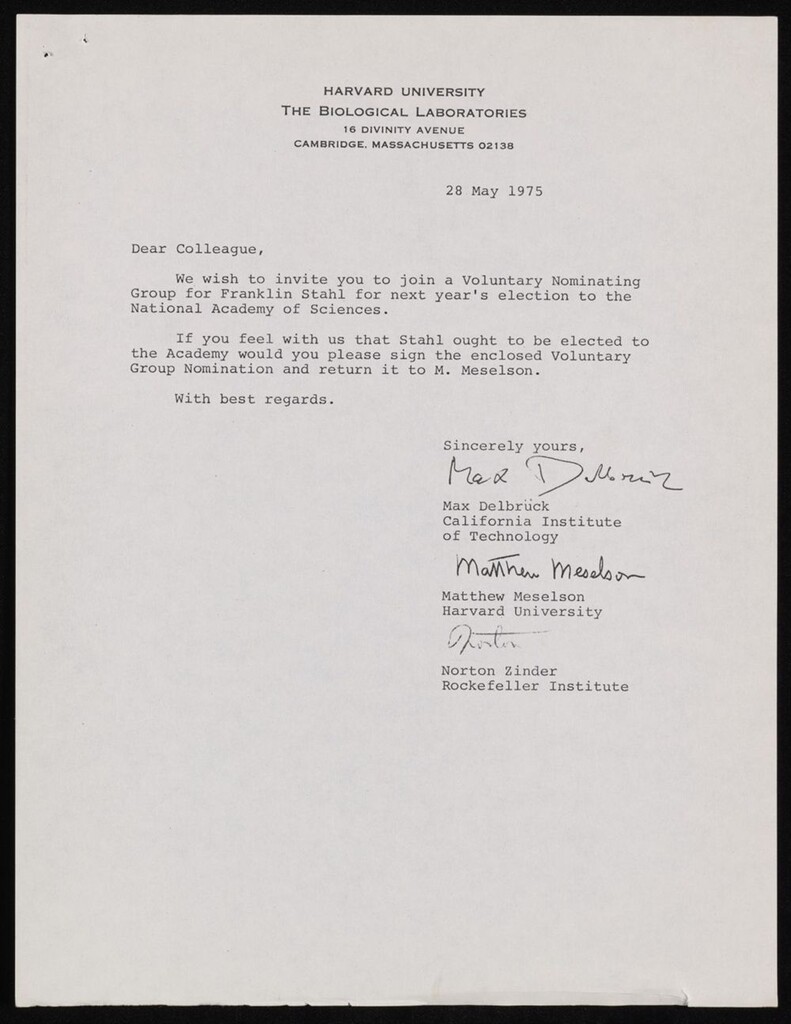 HARVARD UNIVERSITY
THE BIOLOGICAL LABORATORIES
16 DIVINITY AVENUE
CAMBRIDGE, MASSACHUSETTS 02138
28 May 1975
Dear Colleague,
We wish to invite you to join a Voluntary Nominating
Group for Franklin Stahl for next year's election to the
National Academy of Sciences.
If you feel with us that Stahl ought to be elected to
the Academy would you please sign the enclosed Voluntary
Group Nomination and return it to M. Meselson.
With best regards.
Sincerely yours,
Max Delbrück
Max Delbrück
California Institute
of Technology
Matthew Meselson
Matthew Meselson
Harvard University
Norton
Norton Zinder
Rockefeller Institute